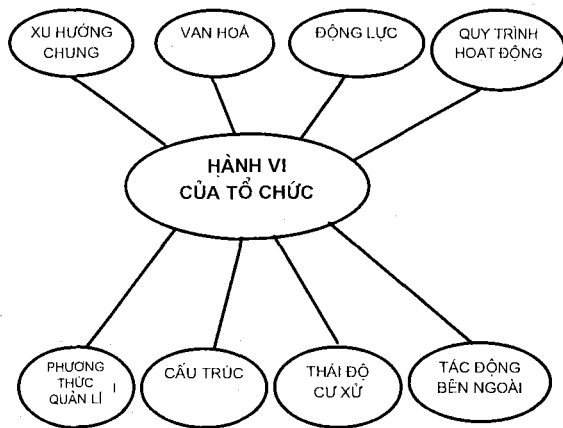 XU HƯỚNG
CHUNG
VAN HOÁ
ĐỘNG LỰC
QUY TRÌNH
HOAT ĐỘNG
HÀNH VI
CỦA TỔ CHỨC
PHƯƠNG
THỨC
QUẢN LÍ
CẤU TRÚC
THÁI ĐỘ
CƯ XỬ
TÁC ĐỘNG
BÊN NGOÀI